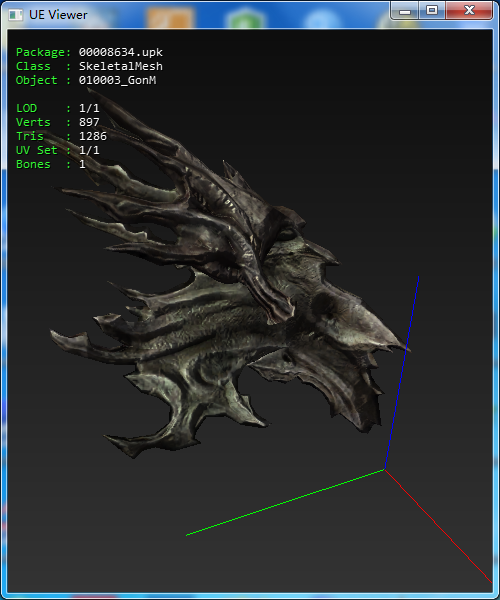 UE Viewer
Package: 00008634.upk
Class : SkeletalMesh
Object : 010003_GonM
LOD : 1/1
Verts : 897
Tris : 1286
UV Set : 1/1
Bones : 1